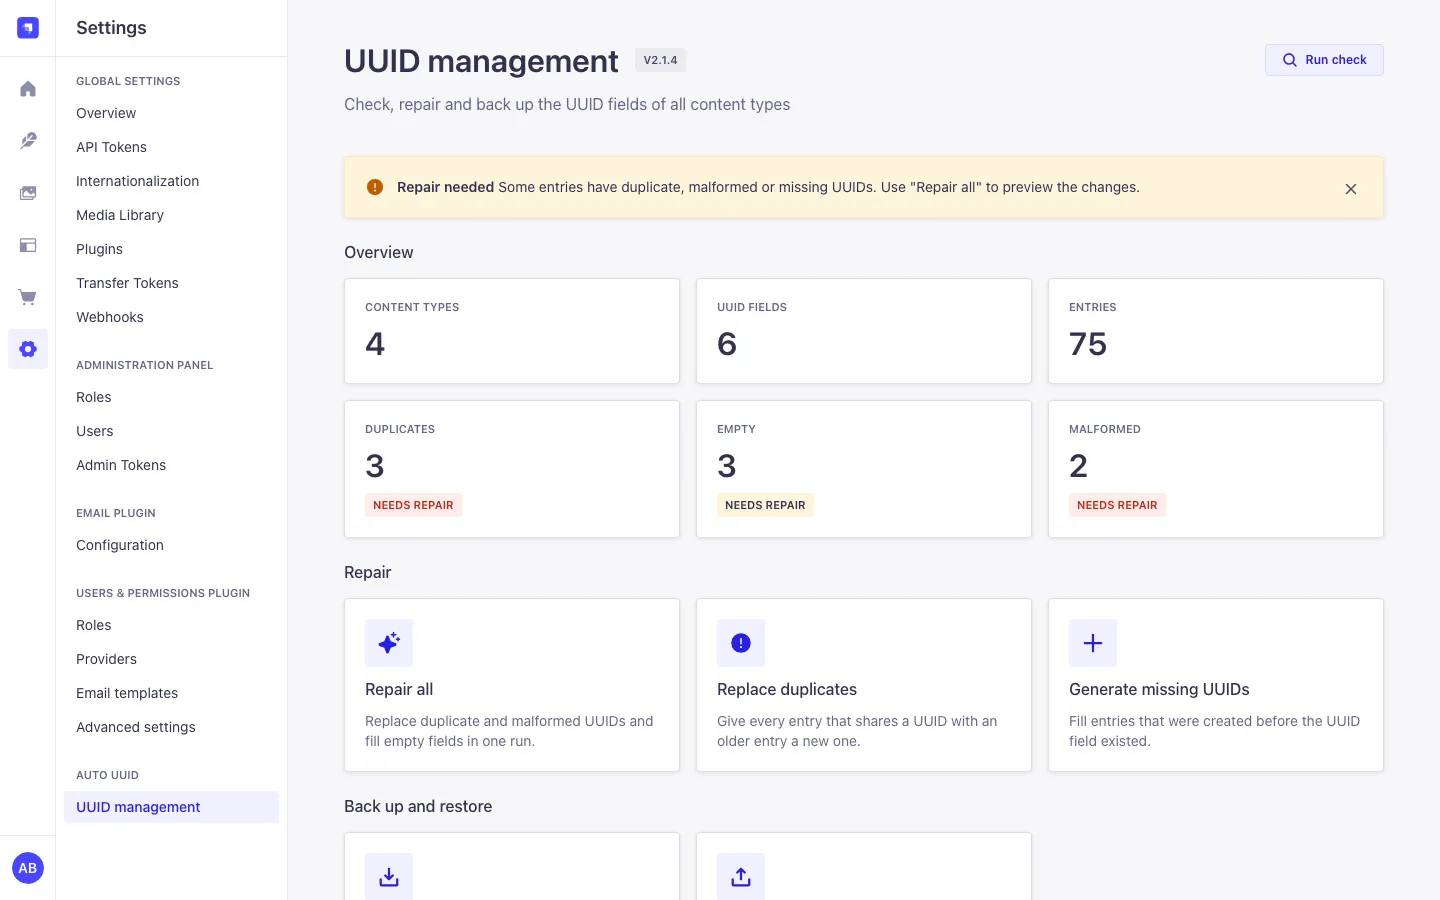 Settings
GLOBAL SETTINGS
Overview
API Tokens
Internationalization
Media Library
Plugins
Transfer Tokens
Webhooks
ADMINISTRATION PANEL
Roles
Users
Admin Tokens
EMAIL PLUGIN
Configuration
USERS & PERMISSIONS PLUGIN
Roles
Providers
Email templates
Advanced settings
AUTO UUID
UUID management
AB
UUID management
V2.1.4
Run check
Check, repair and back up the UUID fields of all content types
Repair needed Some entries have duplicate, malformed or missing UUIDs. Use "Repair all" to preview the changes.
Overview
CONTENT TYPES
4
UUID FIELDS
6
ENTRIES
75
DUPLICATES
3
NEEDS REPAIR
EMPTY
3
NEEDS REPAIR
MALFORMED
2
NEEDS REPAIR
Repair
Repair all
Replace duplicate and malformed UUIDs and
fill empty fields in one run.
Replace duplicates
Give every entry that shares a UUID with an
older entry a new one.
Generate missing UUIDs
Fill entries that were created before the UUID
field existed.
Back up and restore